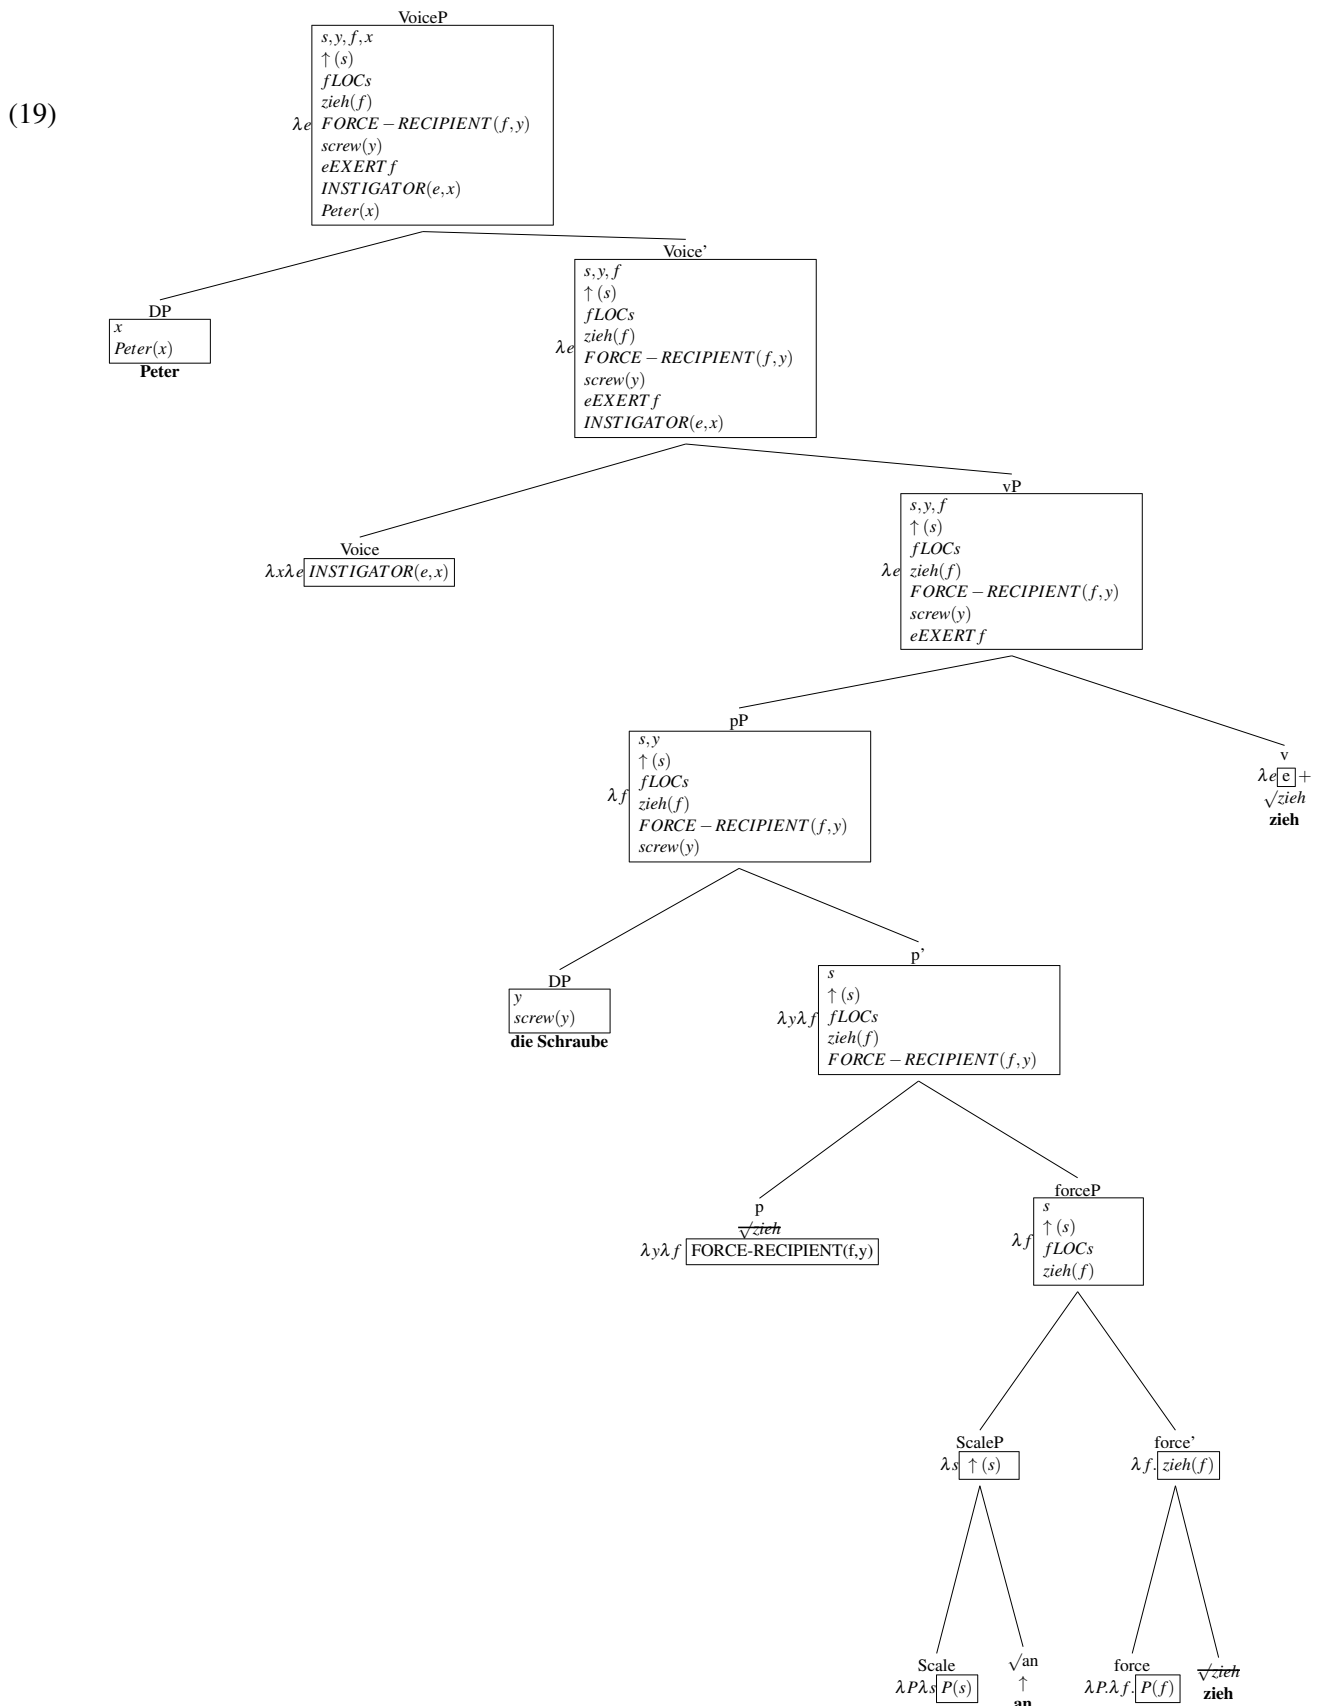 (19)
VoiceP
s, y, f, x
↑ (s)
fLOCs
zieh(f)
λe FORCE − RECIPIENT(f, y)
screw(y)
eEXERT f
INSTIGATOR(e, x)
Peter(x)
DP
x
Peter(x)
Peter
Voice’
s, y, f
↑ (s)
fLOCs
zieh(f)
λe FORCE − RECIPIENT(f, y)
screw(y)
eEXERT f
INSTIGATOR(e, x)
Voice
λxλe INSTIGATOR(e, x)
vP
s, y, f
↑ (s)
fLOCs
λe zieh(f)
FORCE − RECIPIENT(f, y)
screw(y)
eEXERT f
pP
s, y
↑ (s)
fLOCs
λf zieh(f)
FORCE − RECIPIENT(f, y)
screw(y)
v
λe e +
√zieh
zieh
DP
y
screw(y)
die Schraube
p’
s
↑ (s)
λyλf fLOCs
zieh(f)
FORCE − RECIPIENT(f, y)
p
√zieh
λyλf FORCE-RECIPIENT(f,y)
forceP
s
↑ (s)
λf fLOCs
zieh(f)
ScaleP
λs ↑ (s)
force’
λf. zieh(f)
Scale
λPλs P(s)
√an
↑
an
force
λP.λf. P(f)
√zieh
zieh